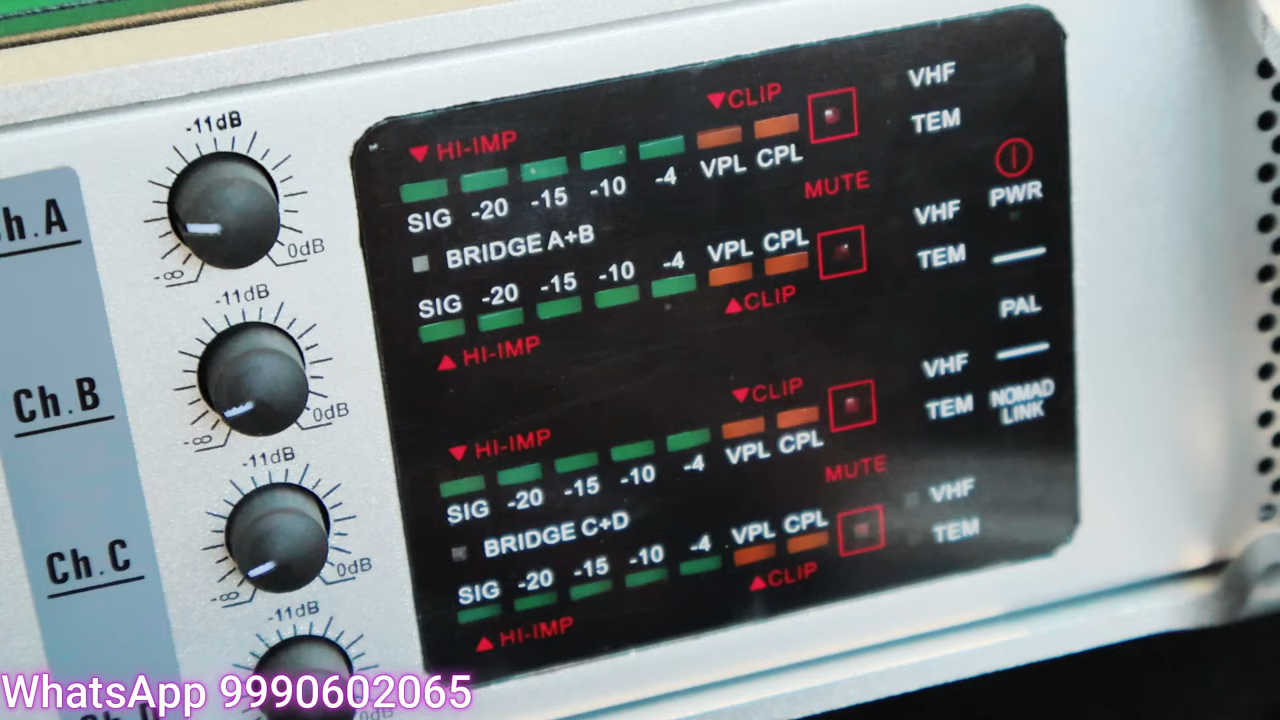 -11dB
-∞
0dB
Ch.A
-11dB
-∞
0dB
Ch.B
-11dB
-∞
0dB
Ch.C
-11dB
0dB
▼ HI-IMP
▼CLIP
SIG -20 -15 -10 -4 VPL CPL
MUTE
BRIDGE A+B
SIG -20 -15 -10 -4 VPL CPL
▲CLIP
▲ HI-IMP
▼ HI-IMP
▼CLIP
SIG -20 -15 -10 -4 VPL CPL
MUTE
BRIDGE C+D
SIG -20 -15 -10 -4 VPL CPL
▲CLIP
▲ HI-IMP
VHF
TEM
VHF
TEM
VHF
TEM
VHF
TEM
PWR
PAL
NOMAD
LINK
WhatsApp 9990602065